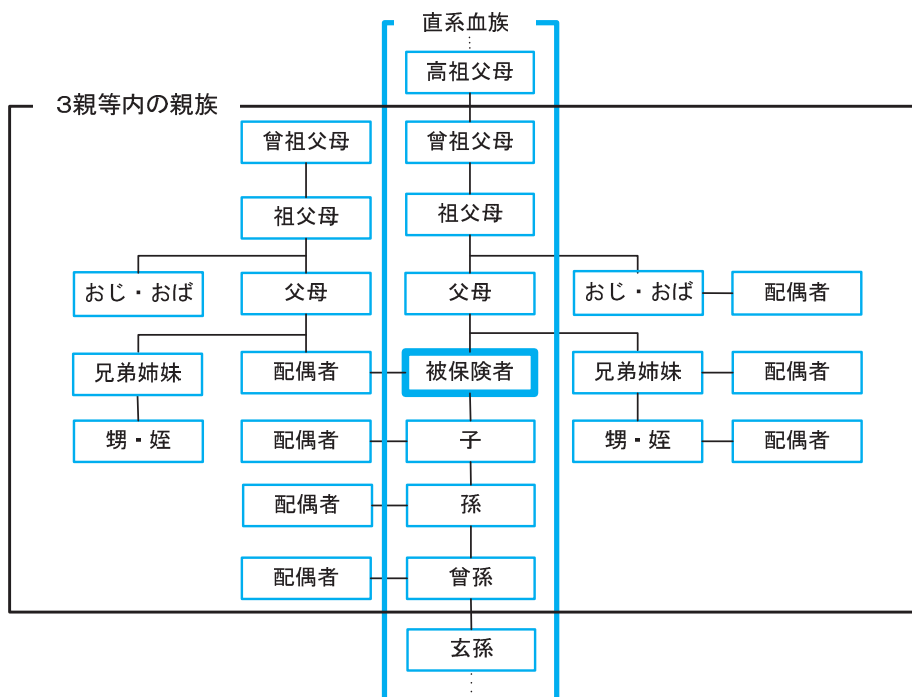 直系血族
高祖父母
3親等内の親族
曾祖父母 曾祖父母
祖父母 祖父母
おじ・おば 父母 父母 おじ・おば 配偶者
兄弟姉妹 配偶者 被保険者 兄弟姉妹 配偶者
甥・姪 配偶者 子 甥・姪 配偶者
配偶者 孫
配偶者 曾孫
玄孫